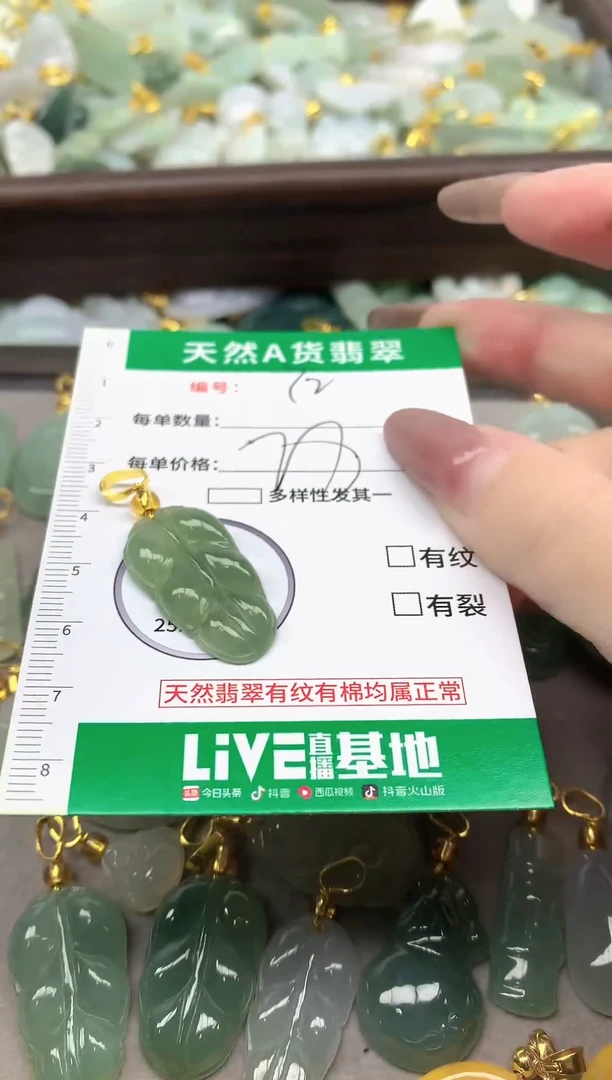 天然A货翡翠
编号: 12
每单数量:
每单价格:
多样性发其一
有纹
有裂
25.
天然翡翠有纹有棉均属正常
LiVE直播基地
头条 今日头条 抖音 西瓜视频 抖音火山版
0
1
2
3
4
5
6
7
8